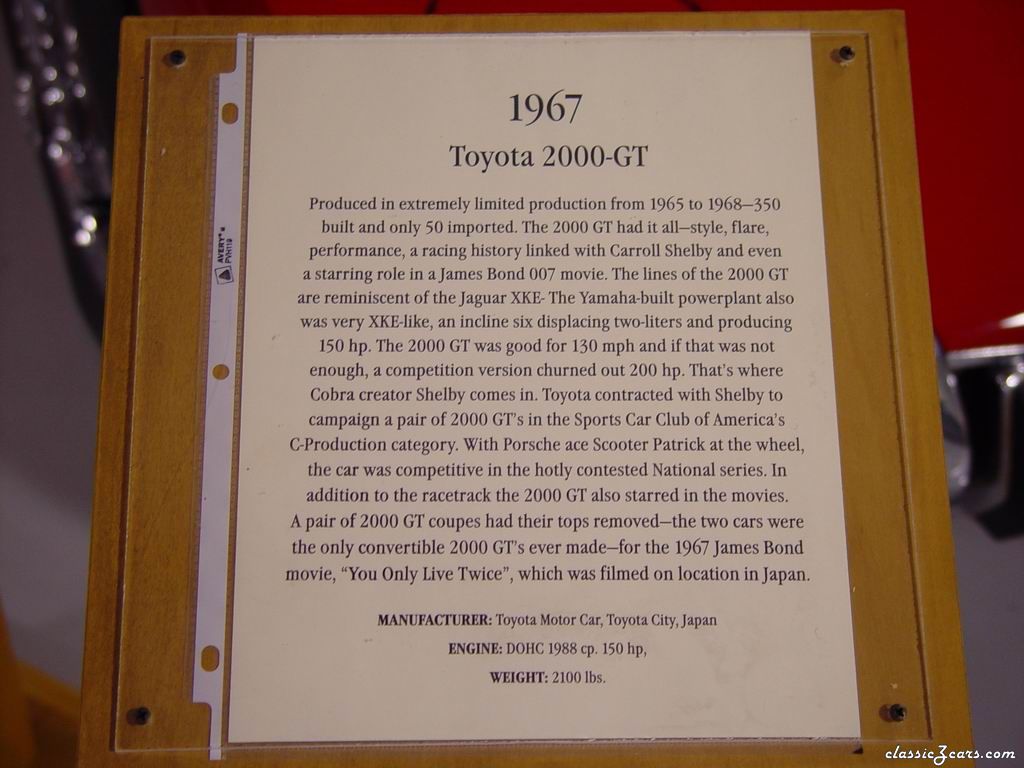 1967
Toyota 2000-GT
Produced in extremely limited production from 1965 to 1968—350
built and only 50 imported. The 2000 GT had it all—style, flare,
performance, a racing history linked with Carroll Shelby and even
a starring role in a James Bond 007 movie. The lines of the 2000 GT
are reminiscent of the Jaguar XKE- The Yamaha-built powerplant also
was very XKE-like, an incline six displacing two-liters and producing
150 hp. The 2000 GT was good for 130 mph and if that was not
enough, a competition version churned out 200 hp. That's where
Cobra creator Shelby comes in. Toyota contracted with Shelby to
campaign a pair of 2000 GT's in the Sports Car Club of America's
C-Production category. With Porsche ace Scooter Patrick at the wheel,
the car was competitive in the hotly contested National series. In
addition to the racetrack the 2000 GT also starred in the movies.
A pair of 2000 GT coupes had their tops removed—the two cars were
the only convertible 2000 GT's ever made—for the 1967 James Bond
movie, “You Only Live Twice”, which was filmed on location in Japan.
MANUFACTURER: Toyota Motor Car, Toyota City, Japan
ENGINE: DOHC 1988 cp. 150 hp,
WEIGHT: 2100 lbs.
AVERY®
PVH119
classic3cars.com